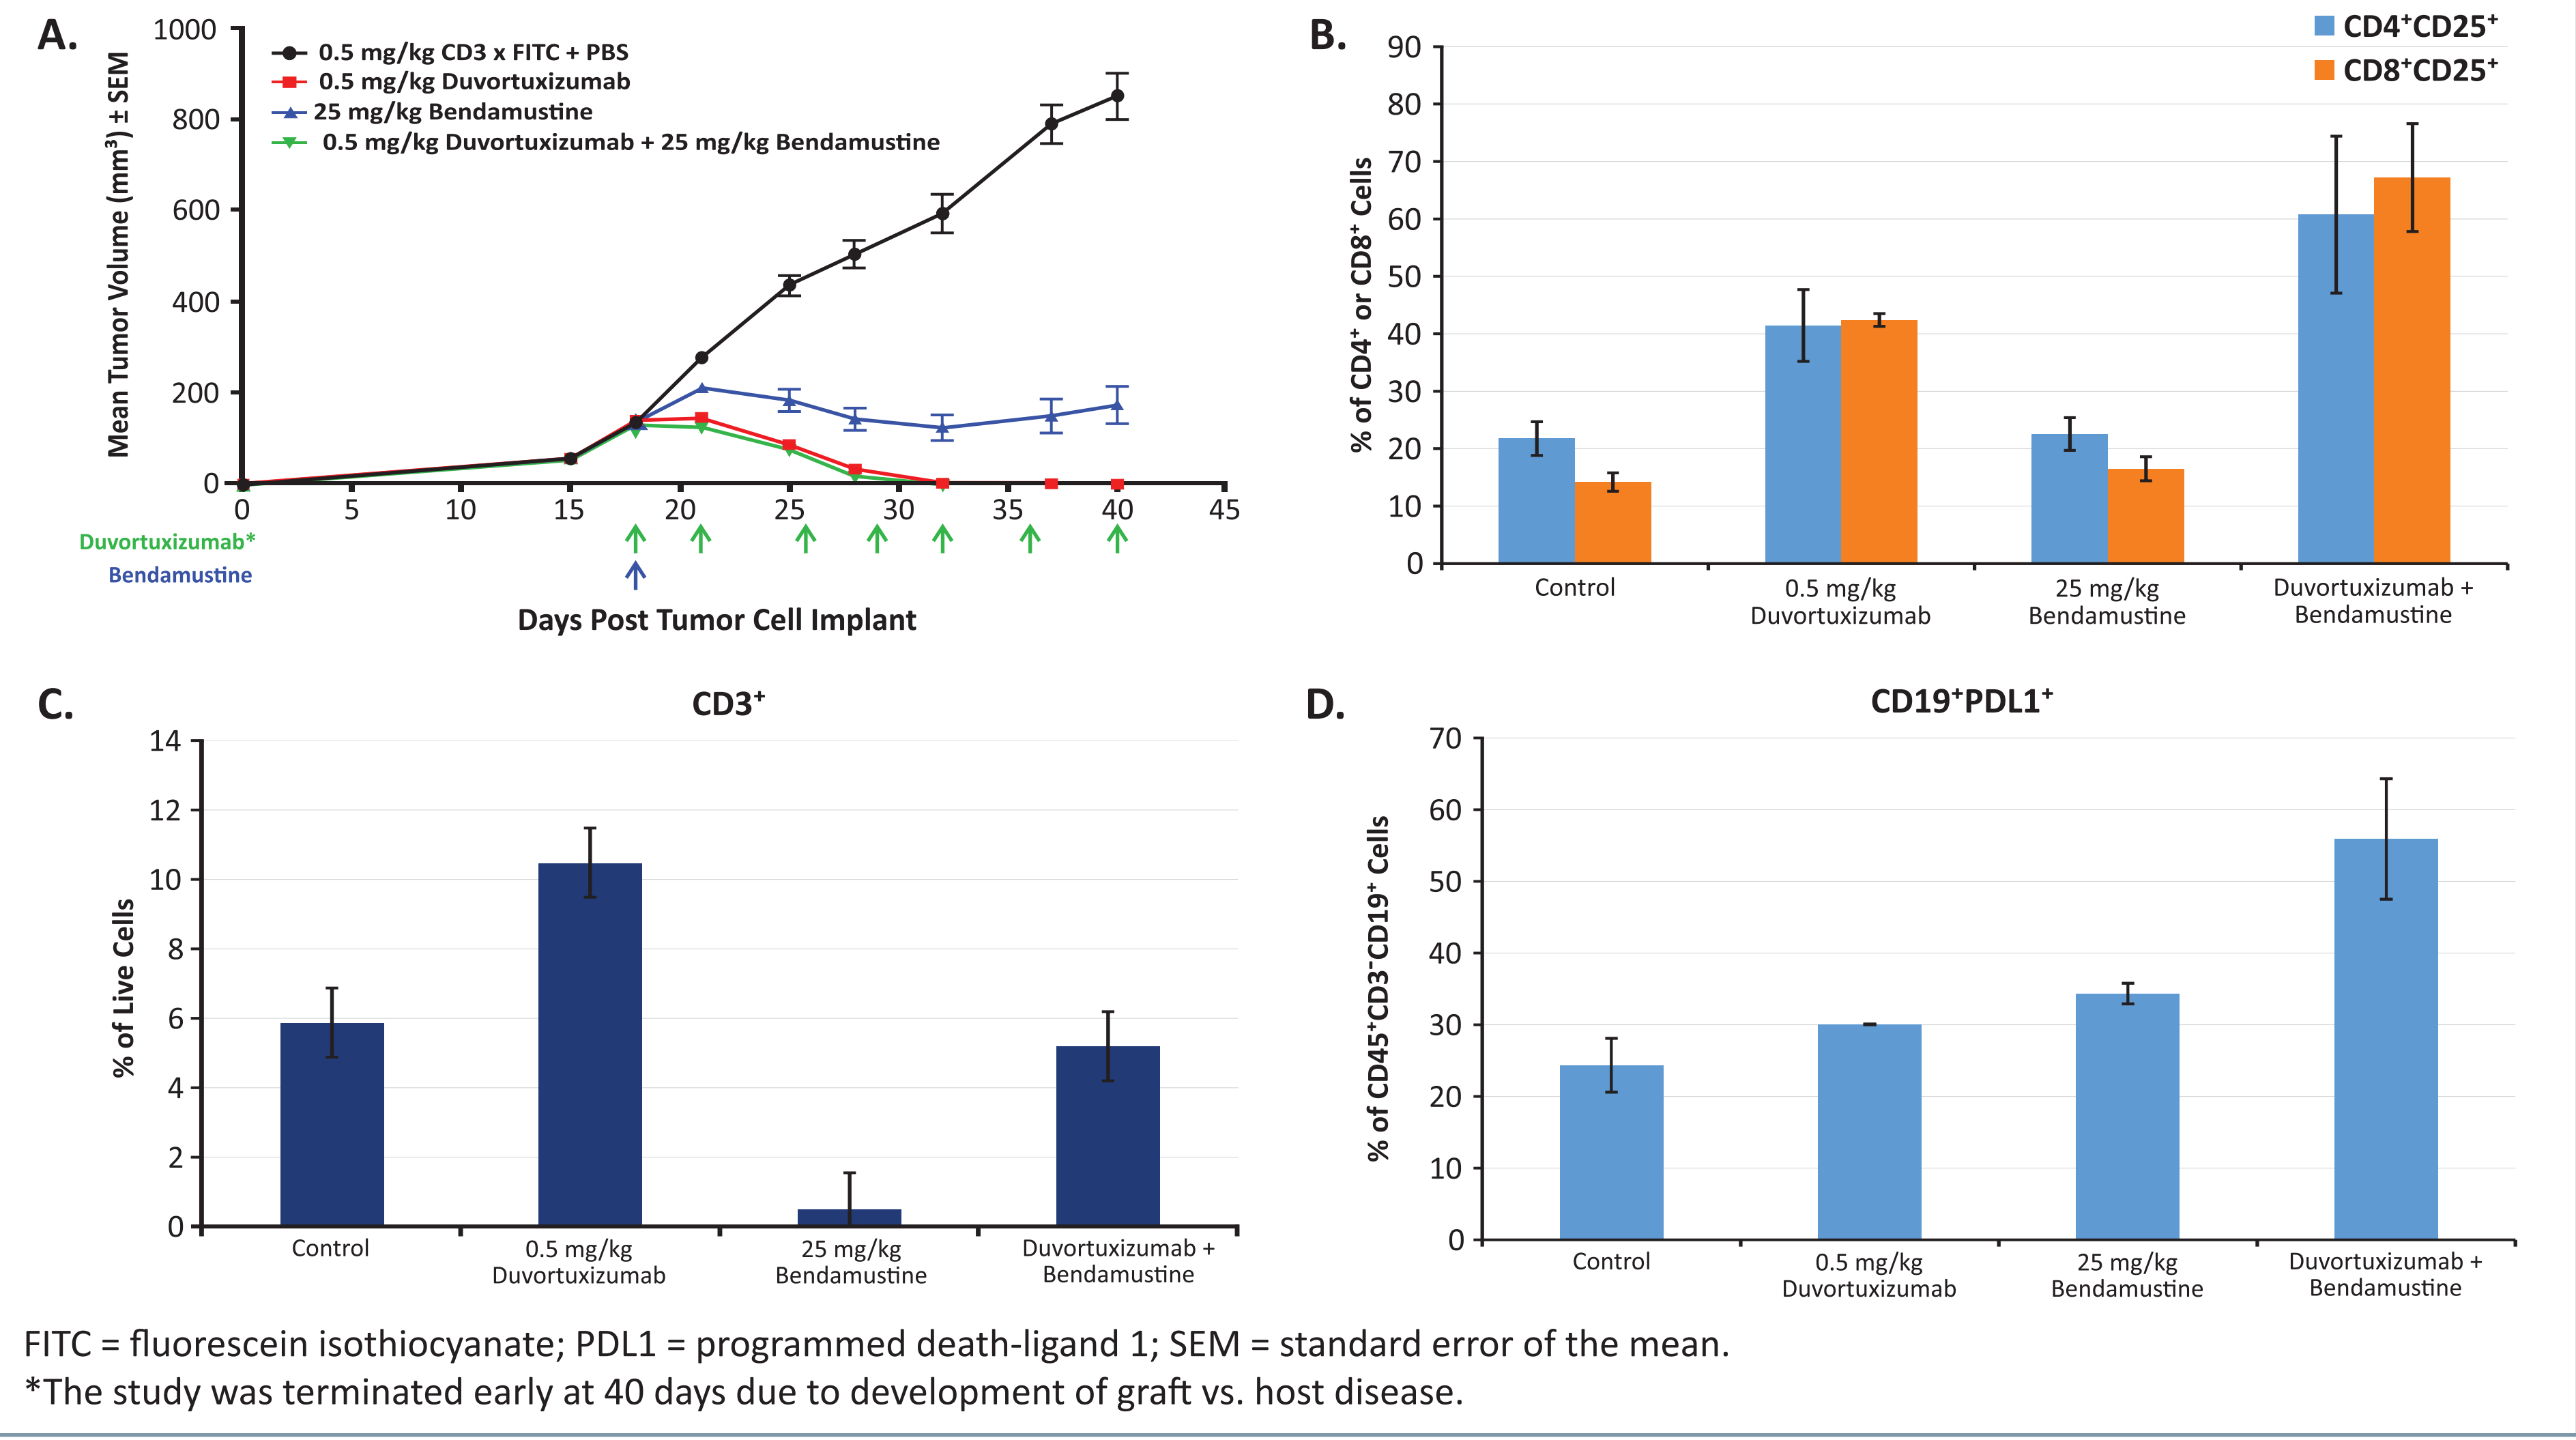 A.
1000
800
600
400
200
0
Mean Tumor Volume (mm³) ± SEM
0.5 mg/kg CD3 x FITC + PBS
0.5 mg/kg Duvortuxizumab
25 mg/kg Bendamustine
0.5 mg/kg Duvortuxizumab + 25 mg/kg Bendamustine
0 5 10 15 20 25 30 35 40 45
Duvortuxizumab*
Bendamustine
Days Post Tumor Cell Implant
B.
CD4⁺CD25⁺
CD8⁺CD25⁺
90
80
70
60
50
40
30
20
10
0
% of CD4⁺ or CD8⁺ Cells
Control
0.5 mg/kg
Duvortuxizumab
25 mg/kg
Bendamustine
Duvortuxizumab +
Bendamustine
C.
CD3⁺
14
12
10
8
6
4
2
0
% of Live Cells
Control
0.5 mg/kg
Duvortuxizumab
25 mg/kg
Bendamustine
Duvortuxizumab +
Bendamustine
D.
CD19⁺PDL1⁺
70
60
50
40
30
20
10
0
% of CD45⁺CD3⁻CD19⁺ Cells
Control
0.5 mg/kg
Duvortuxizumab
25 mg/kg
Bendamustine
Duvortuxizumab +
Bendamustine
FITC = fluorescein isothiocyanate; PDL1 = programmed death-ligand 1; SEM = standard error of the mean.
*The study was terminated early at 40 days due to development of graft vs. host disease.